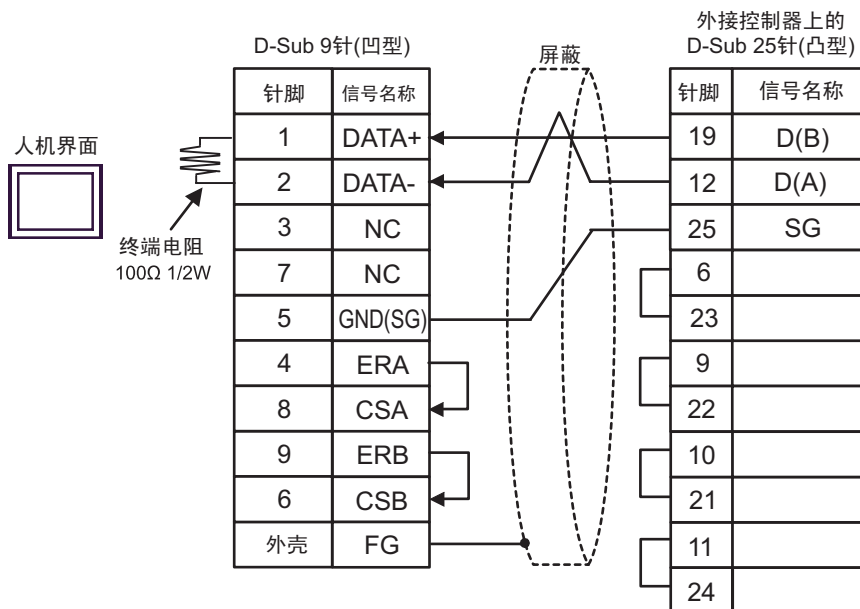 外接控制器上的
D-Sub 9针(凹型)
屏蔽
D-Sub 25针(凸型)
人机界面
终端电阻
100Ω 1/2W
针脚 信号名称
1 DATA+
2 DATA-
3 NC
7 NC
5 GND(SG)
4 ERA
8 CSA
9 ERB
6 CSB
外壳 FG
针脚 信号名称
19 D(B)
12 D(A)
25 SG
6
23
9
22
10
21
11
24